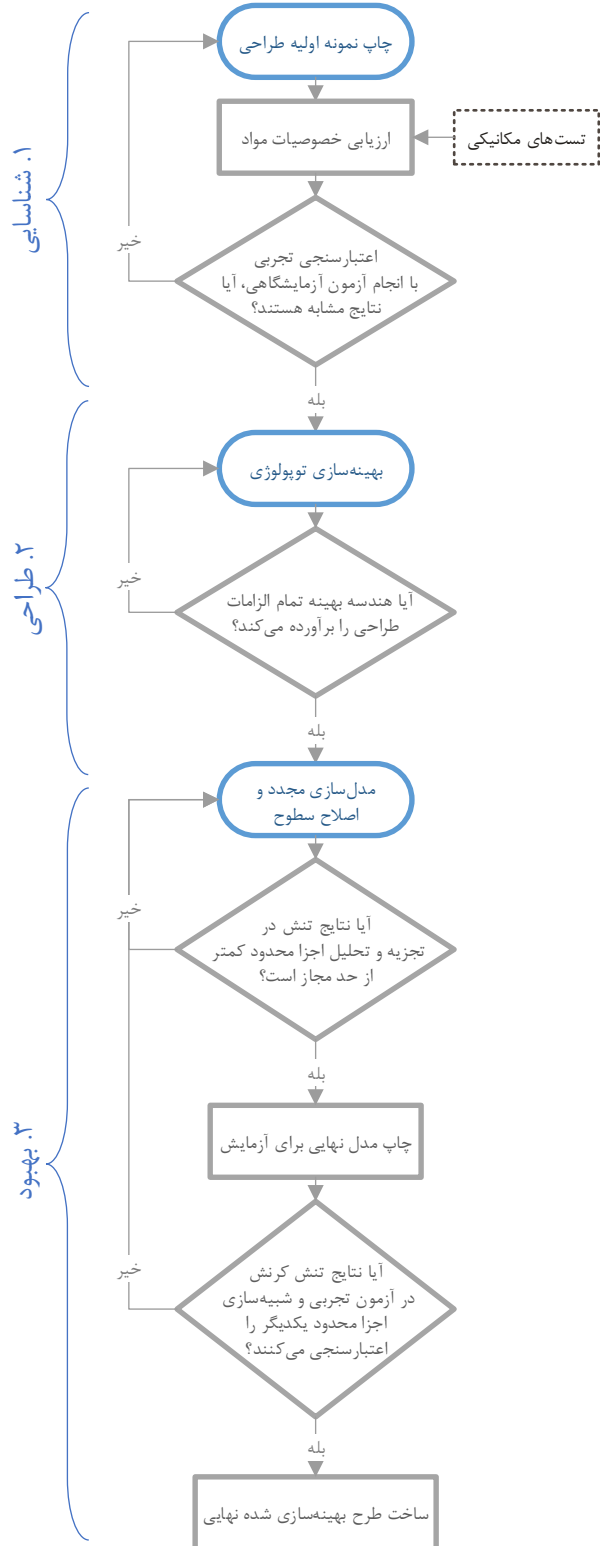 چاپ نمونه اولیه طراحی
ارزیابی خصوصیات مواد
تست‌های مکانیکی
۱. شناسایی
اعتبارسنجی تجربی
با انجام آزمون آزمایشگاهی، آیا
نتایج مشابه هستند؟
خیر
بله
بهینه‌سازی توپولوژی
۲. طراحی
خیر
آیا هندسه بهینه تمام الزامات
طراحی را برآورده می‌کند؟
بله
مدل‌سازی مجدد و
اصلاح سطوح
خیر
آیا نتایج تنش در
تجزیه و تحلیل اجزا محدود کمتر
از حد مجاز است؟
بله
چاپ مدل نهایی برای آزمایش
۳. بهبود
خیر
آیا نتایج تنش کرنش
در آزمون تجربی و شبیه‌سازی
اجزا محدود یکدیگر را
اعتبارسنجی می‌کنند؟
بله
ساخت طرح بهینه‌سازی شده نهایی